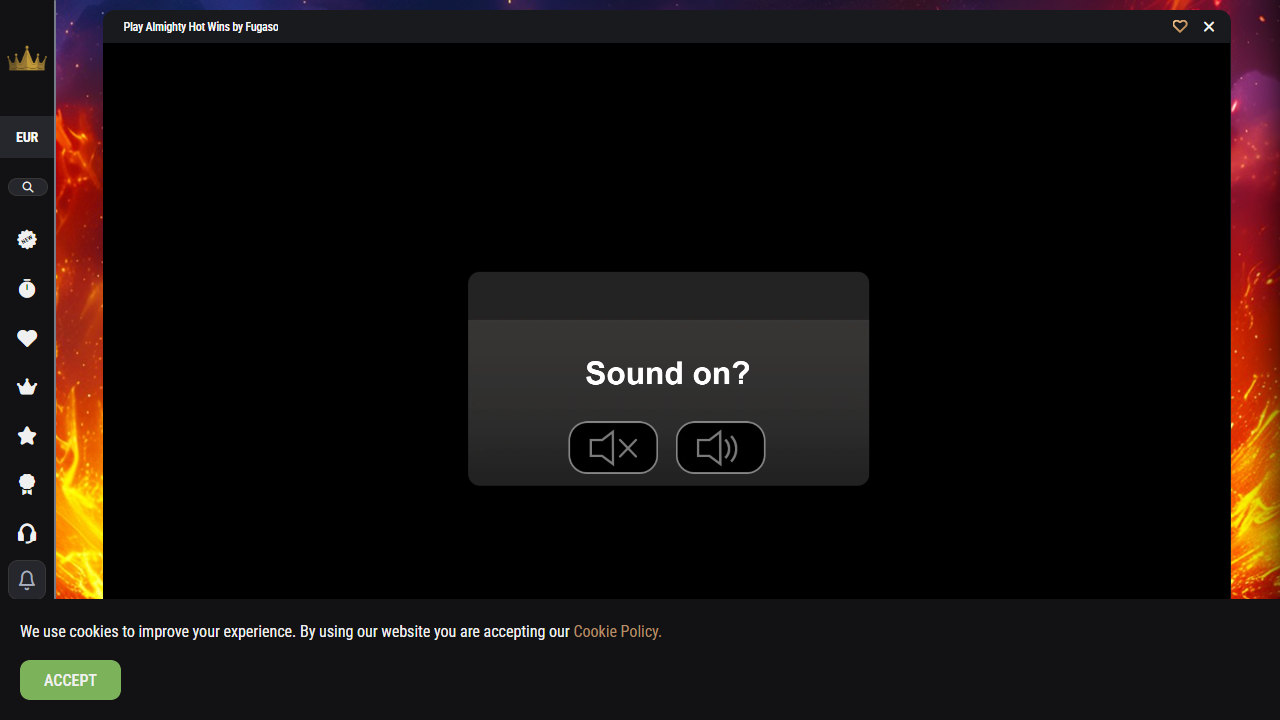 Play Almighty Hot Wins by Fugaso
EUR
NEW
Sound on?
We use cookies to improve your experience. By using our website you are accepting our Cookie Policy.
ACCEPT